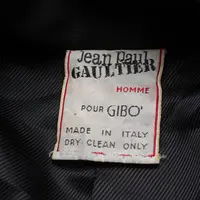 Jean Paul
GAULTIER
HOMME
POUR GIBO'
MADE IN ITALY
DRY CLEAN ONLY